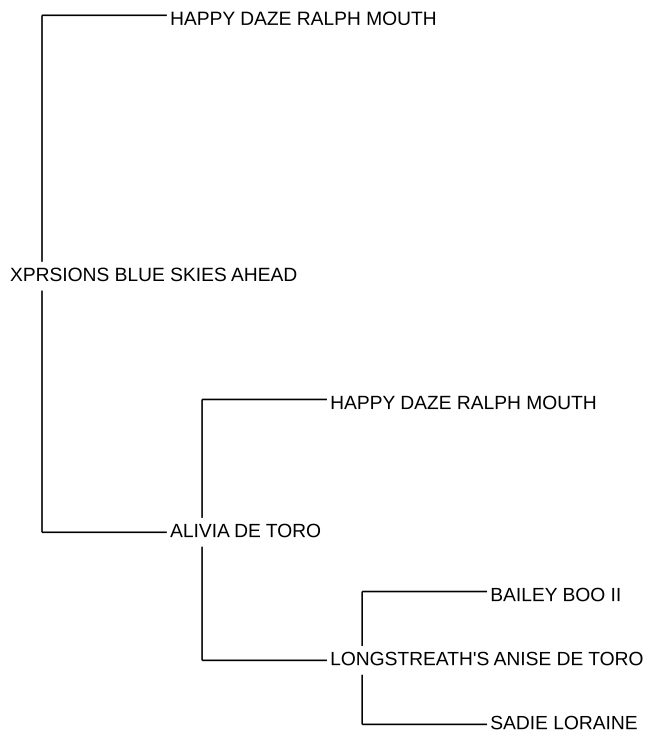 HAPPY DAZE RALPH MOUTH
XPRSIONS BLUE SKIES AHEAD
HAPPY DAZE RALPH MOUTH
ALIVIA DE TORO
BAILEY BOO II
LONGSTREATH'S ANISE DE TORO
SADIE LORAINE